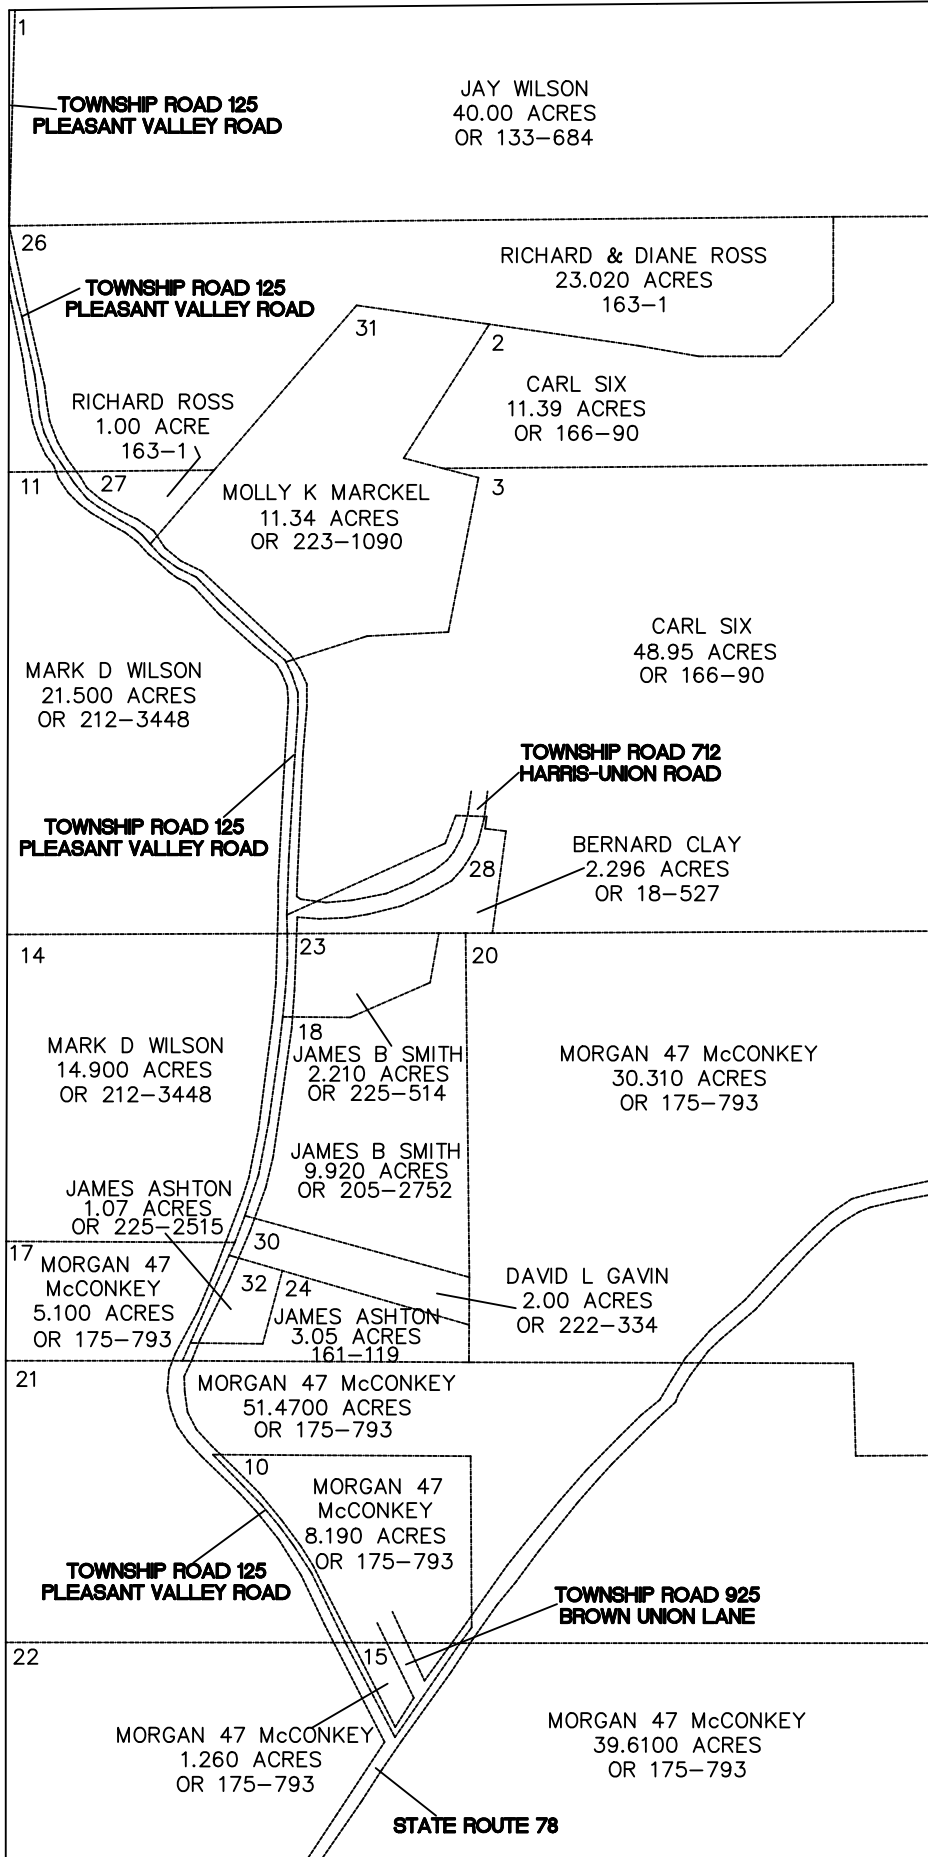 1
JAY WILSON
40.00 ACRES
OR 133-684
TOWNSHIP ROAD 125
PLEASANT VALLEY ROAD
26
RICHARD & DIANE ROSS
23.020 ACRES
163-1
TOWNSHIP ROAD 125
PLEASANT VALLEY ROAD
31
2
CARL SIX
11.39 ACRES
OR 166-90
RICHARD ROSS
1.00 ACRE
163-1
11
27
MOLLY K MARCKEL
11.34 ACRES
OR 223-1090
3
CARL SIX
48.95 ACRES
OR 166-90
MARK D WILSON
21.500 ACRES
OR 212-3448
TOWNSHIP ROAD 712
HARRIS-UNION ROAD
TOWNSHIP ROAD 125
PLEASANT VALLEY ROAD
28
BERNARD CLAY
2.296 ACRES
OR 18-527
14
23
20
18
JAMES B SMITH
2.210 ACRES
OR 225-514
MARK D WILSON
14.900 ACRES
OR 212-3448
MORGAN 47 McCONKEY
30.310 ACRES
OR 175-793
JAMES B SMITH
9.920 ACRES
OR 205-2752
JAMES ASHTON
1.07 ACRES
OR 225-2515
17
30
MORGAN 47
McCONKEY
5.100 ACRES
OR 175-793
32
24
DAVID L GAVIN
2.00 ACRES
OR 222-334
JAMES ASHTON
3.05 ACRES
161-119
21
MORGAN 47 McCONKEY
51.4700 ACRES
OR 175-793
10
MORGAN 47
McCONKEY
8.190 ACRES
OR 175-793
TOWNSHIP ROAD 125
PLEASANT VALLEY ROAD
TOWNSHIP ROAD 925
BROWN UNION LANE
22
15
MORGAN 47 McCONKEY
1.260 ACRES
OR 175-793
MORGAN 47 McCONKEY
39.6100 ACRES
OR 175-793
STATE ROUTE 78